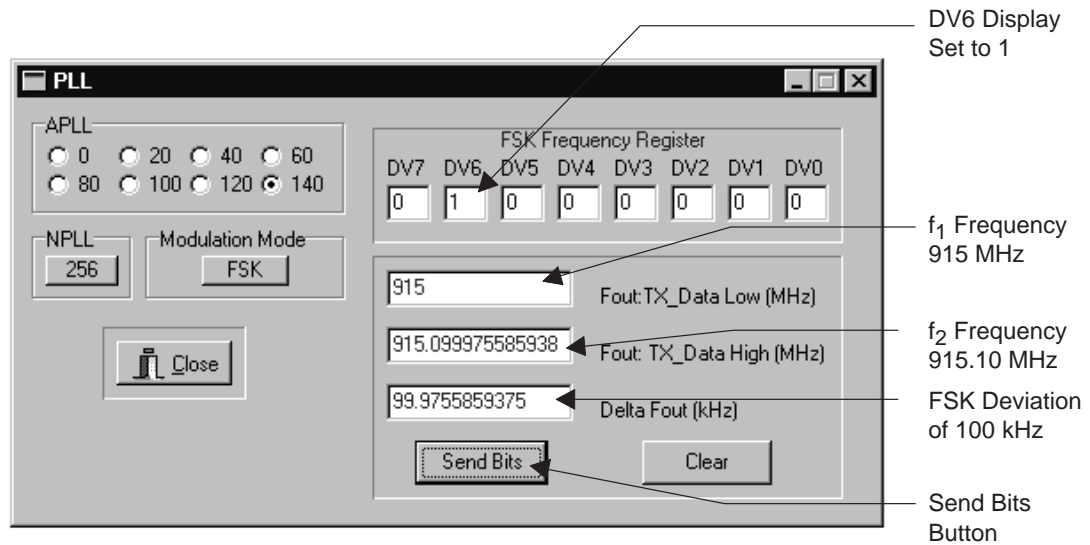 DV6 Display
Set to 1
PLL
APLL
0 20 40 60
80 100 120 140
FSK Frequency Register
DV7 DV6 DV5 DV4 DV3 DV2 DV1 DV0
0 1 0 0 0 0 0 0
NPLL
256
Modulation Mode
FSK
f1 Frequency
915 MHz
915
Fout:TX_Data Low (MHz)
f2 Frequency
915.10 MHz
915.099975585938
Fout: TX_Data High (MHz)
Close
FSK Deviation
of 100 kHz
99.9755859375
Delta Fout (kHz)
Send Bits
Clear
Send Bits
Button